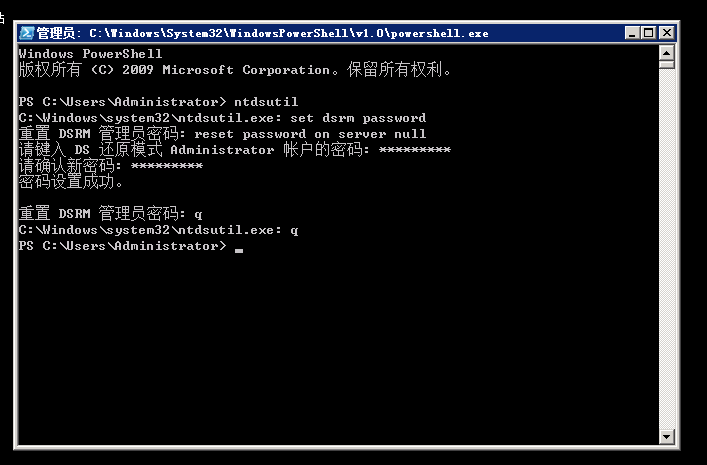 管理员: C:\Windows\System32\WindowsPowerShell\v1.0\powershell.exe
Windows PowerShell
版权所有 (C) 2009 Microsoft Corporation。保留所有权利。
PS C:\Users\Administrator> ntdsutil
C:\Windows\system32\ntdsutil.exe: set dsrm password
重置 DSRM 管理员密码: reset password on server null
请键入 DS 还原模式 Administrator 帐户的密码: *********
请确认新密码: *********
密码设置成功。
重置 DSRM 管理员密码: q
C:\Windows\system32\ntdsutil.exe: q
PS C:\Users\Administrator>